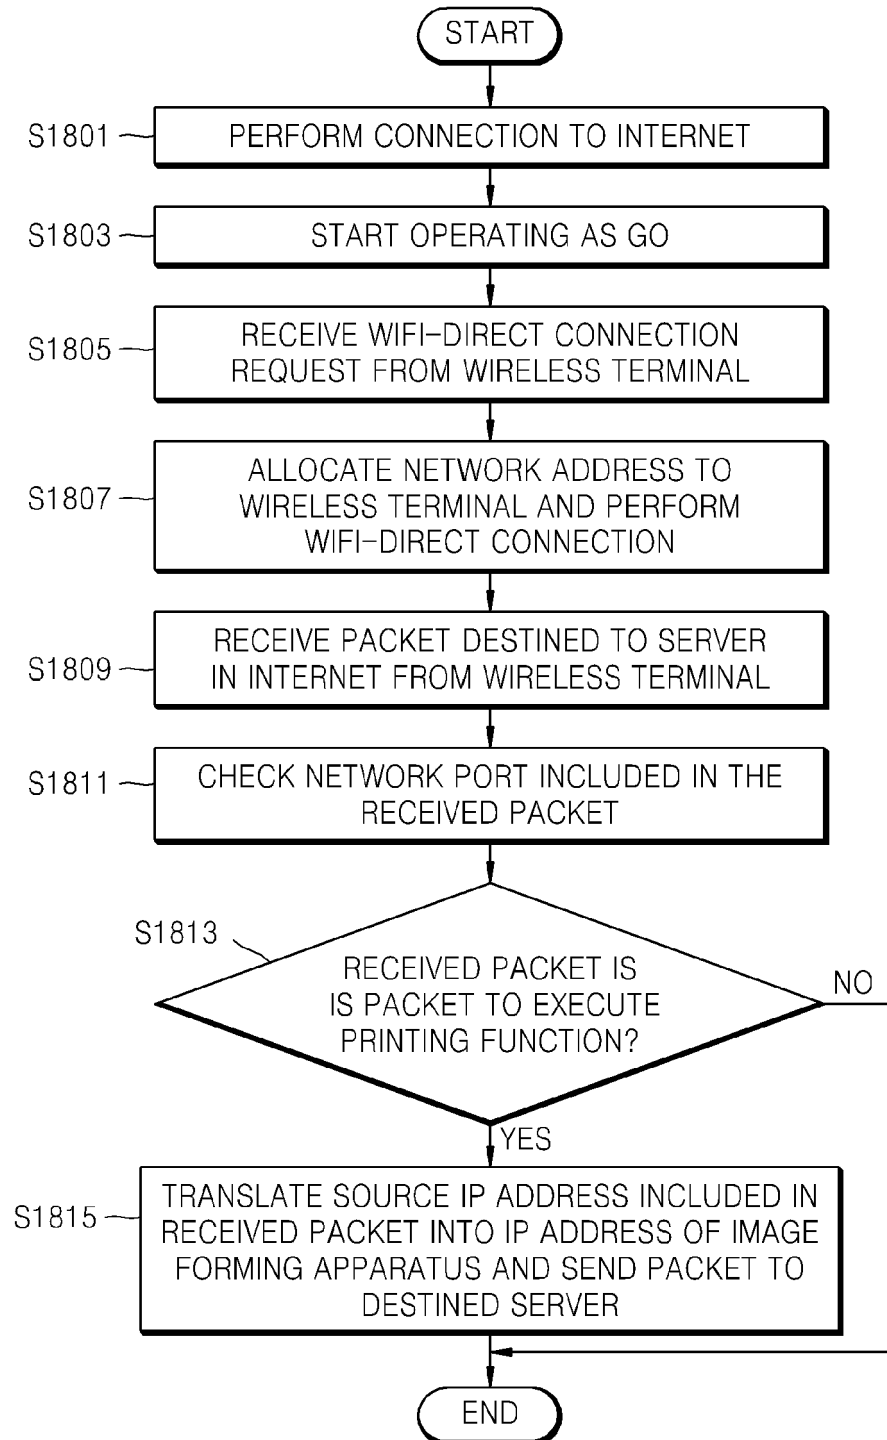 START
S1801
PERFORM CONNECTION TO INTERNET
S1803
START OPERATING AS GO
S1805
RECEIVE WIFI-DIRECT CONNECTION
REQUEST FROM WIRELESS TERMINAL
S1807
ALLOCATE NETWORK ADDRESS TO
WIRELESS TERMINAL AND PERFORM
WIFI-DIRECT CONNECTION
S1809
RECEIVE PACKET DESTINED TO SERVER
IN INTERNET FROM WIRELESS TERMINAL
S1811
CHECK NETWORK PORT INCLUDED IN THE
RECEIVED PACKET
S1813
RECEIVED PACKET IS
IS PACKET TO EXECUTE
PRINTING FUNCTION?
NO
YES
S1815
TRANSLATE SOURCE IP ADDRESS INCLUDED IN
RECEIVED PACKET INTO IP ADDRESS OF IMAGE
FORMING APPARATUS AND SEND PACKET TO
DESTINED SERVER
END